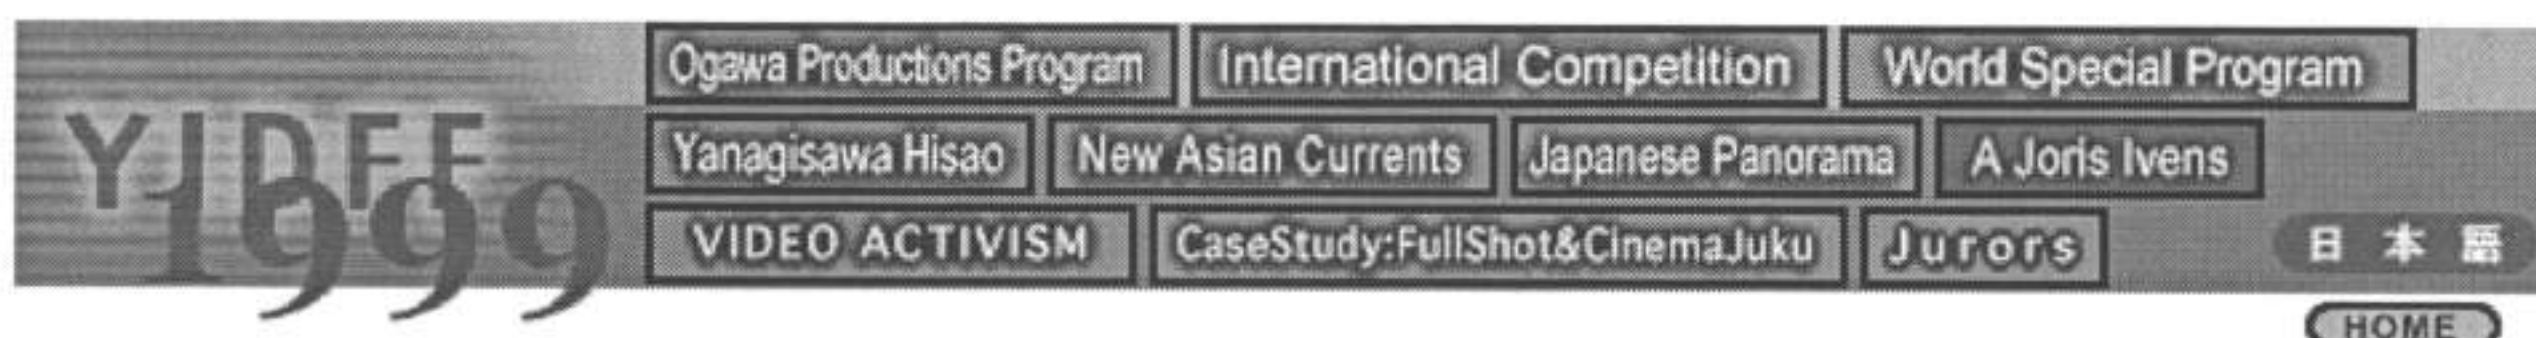 YIDFF
1999
Ogawa Productions Program International Competition World Special Program
Yanagisawa Hisao New Asian Currents Japanese Panorama A Joris Ivens
VIDEO ACTIVISM CaseStudy:FullShot&CinemaJuku Jurors 日本語
HOME